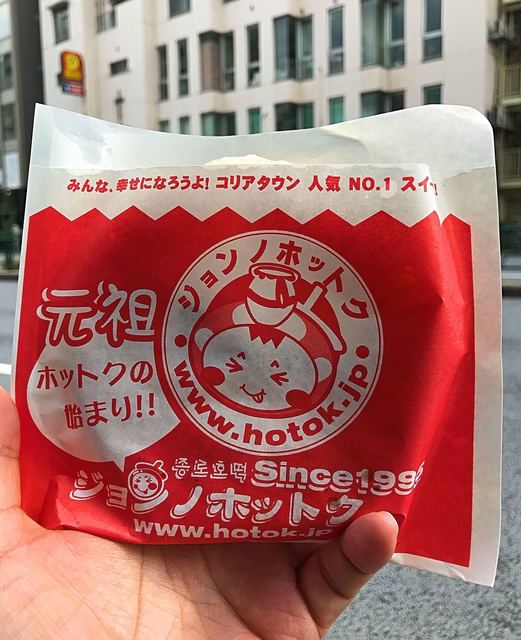 みんな、幸せになろうよ! コリアタウン 人気 NO.1 スイ
元祖
ホットクの
始まり!!
ジョンノホットク
www.hotok.jp
종로호떡 Since199
ジョンノホットク
www.hotok.jp